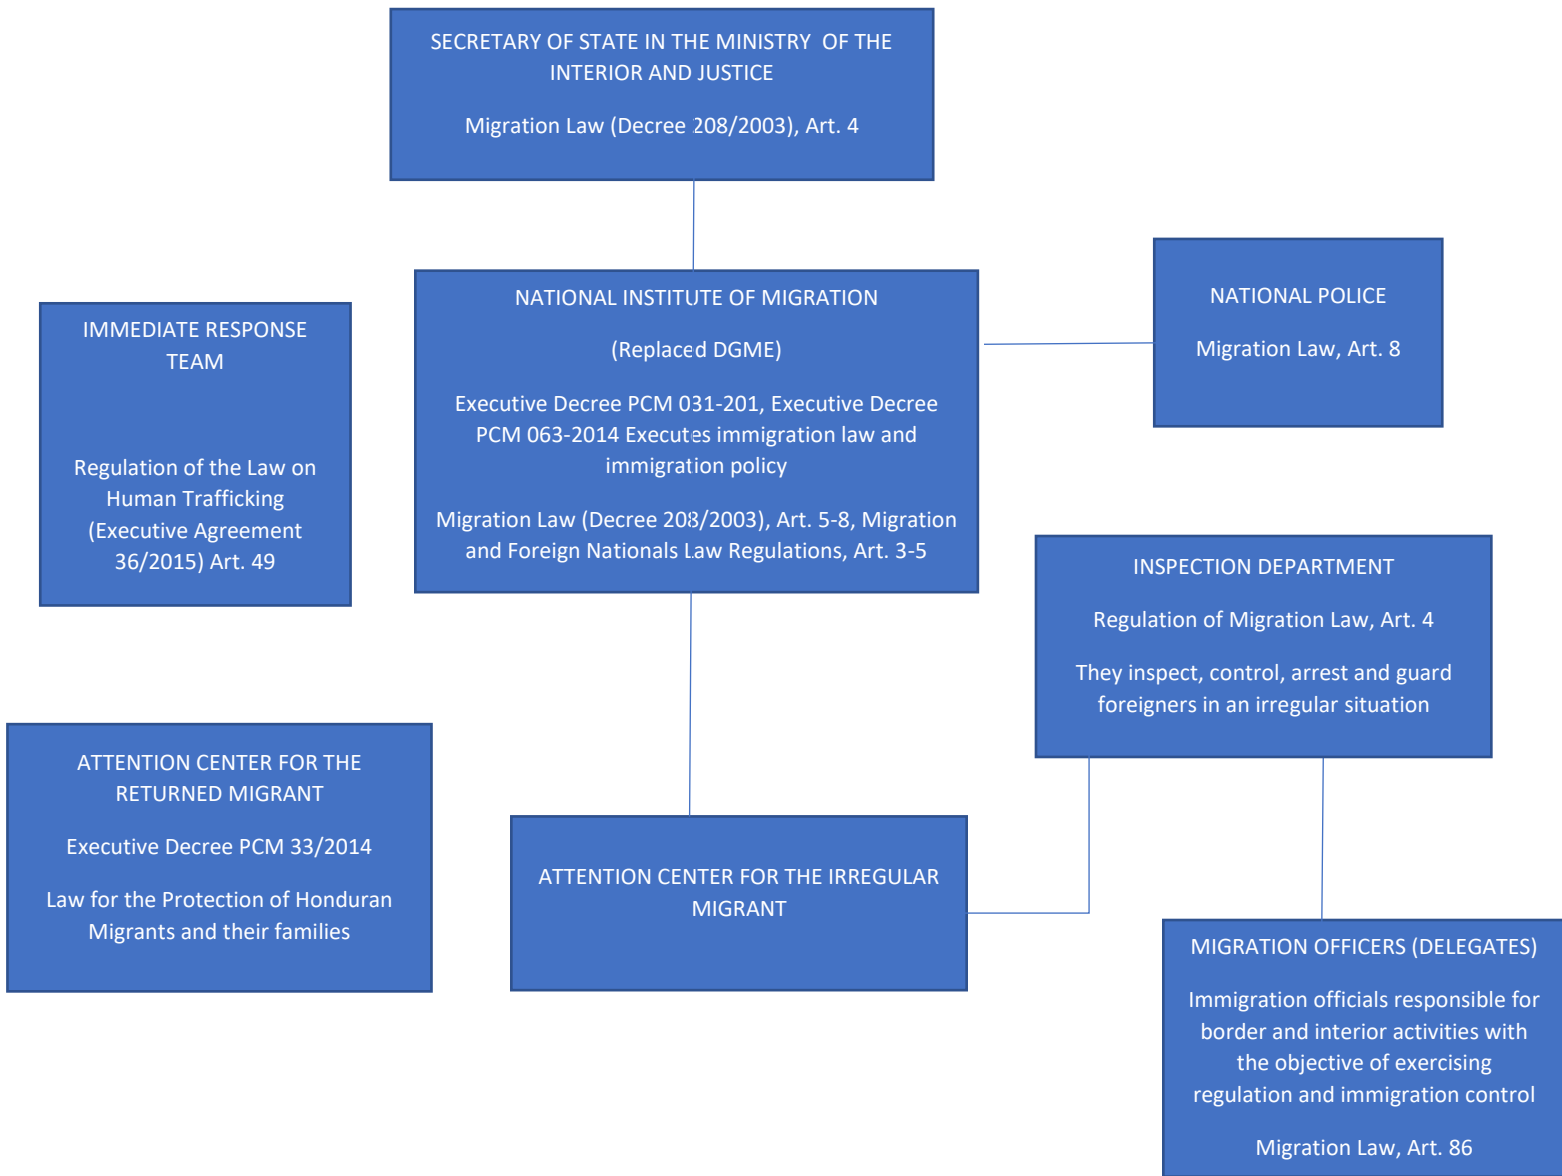 SECRETARY OF STATE IN THE MINISTRY OF THE
INTERIOR AND JUSTICE
Migration Law (Decree 208/2003), Art. 4
NATIONAL INSTITUTE OF MIGRATION
(Replaced DGME)
Executive Decree PCM 031-201, Executive Decree
PCM 063-2014 Executes immigration law and
immigration policy
Migration Law (Decree 208/2003), Art. 5-8, Migration
and Foreign Nationals Law Regulations, Art. 3-5
NATIONAL POLICE
Migration Law, Art. 8
IMMEDIATE RESPONSE
TEAM
Regulation of the Law on
Human Trafficking
(Executive Agreement
36/2015) Art. 49
INSPECTION DEPARTMENT
Regulation of Migration Law, Art. 4
They inspect, control, arrest and guard
foreigners in an irregular situation
ATTENTION CENTER FOR THE
RETURNED MIGRANT
Executive Decree PCM 33/2014
Law for the Protection of Honduran
Migrants and their families
ATTENTION CENTER FOR THE IRREGULAR
MIGRANT
MIGRATION OFFICERS (DELEGATES)
Immigration officials responsible for
border and interior activities with
the objective of exercising
regulation and immigration control
Migration Law, Art. 86